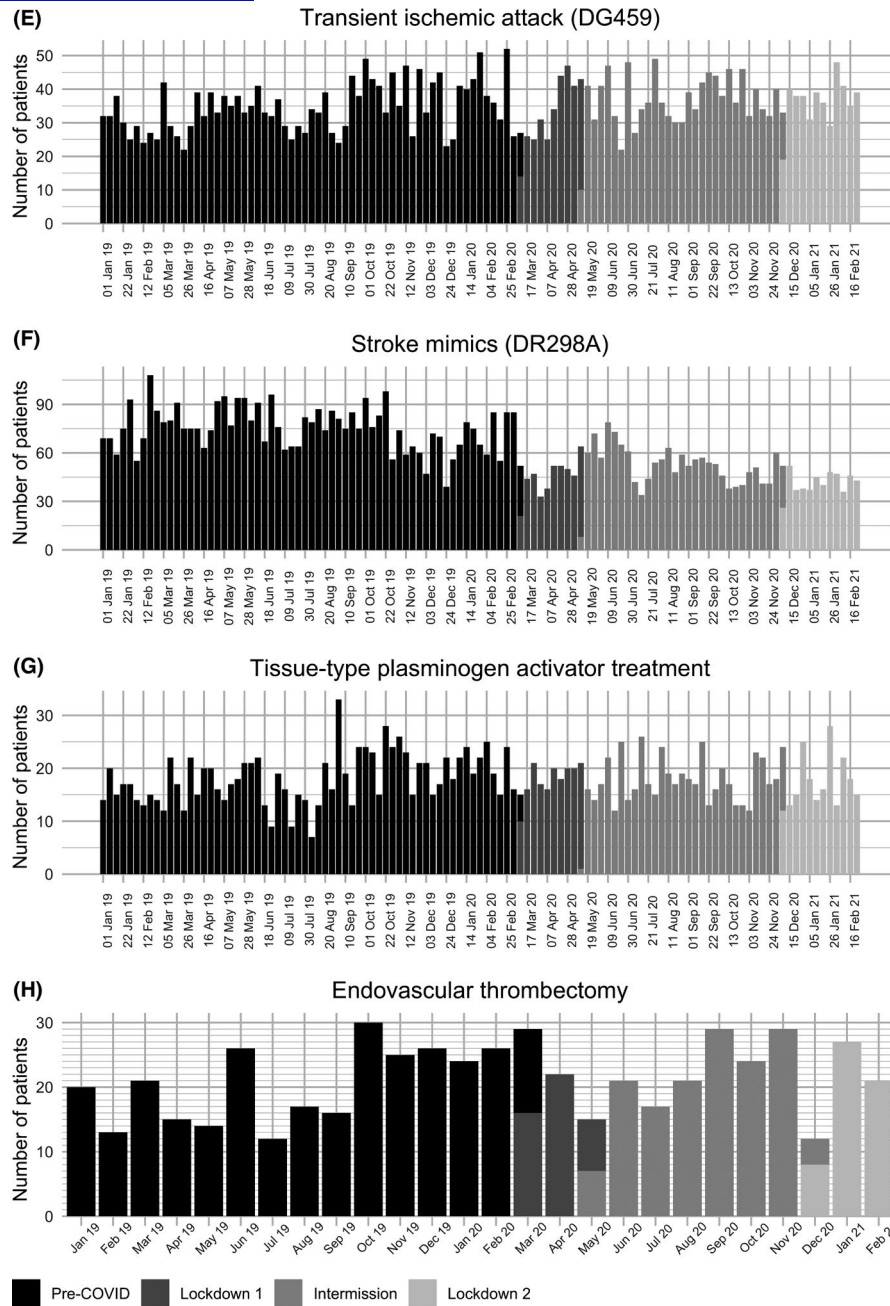 (E)
Transient ischemic attack (DG459)
Number of patients
50
40
30
20
10
0
01 Jan 19
22 Jan 19
12 Feb 19
05 Mar 19
26 Mar 19
16 Apr 19
07 May 19
28 May 19
18 Jun 19
09 Jul 19
30 Jul 19
20 Aug 19
10 Sep 19
01 Oct 19
22 Oct 19
12 Nov 19
03 Dec 19
24 Dec 19
14 Jan 20
04 Feb 20
25 Feb 20
17 Mar 20
07 Apr 20
28 Apr 20
19 May 20
09 Jun 20
30 Jun 20
21 Jul 20
11 Aug 20
01 Sep 20
22 Sep 20
13 Oct 20
03 Nov 20
24 Nov 20
15 Dec 20
05 Jan 21
26 Jan 21
16 Feb 21
(F)
Stroke mimics (DR298A)
Number of patients
90
60
30
0
01 Jan 19
22 Jan 19
12 Feb 19
05 Mar 19
26 Mar 19
16 Apr 19
07 May 19
28 May 19
18 Jun 19
09 Jul 19
30 Jul 19
20 Aug 19
10 Sep 19
01 Oct 19
22 Oct 19
12 Nov 19
03 Dec 19
24 Dec 19
14 Jan 20
04 Feb 20
25 Feb 20
17 Mar 20
07 Apr 20
28 Apr 20
19 May 20
09 Jun 20
30 Jun 20
21 Jul 20
11 Aug 20
01 Sep 20
22 Sep 20
13 Oct 20
03 Nov 20
24 Nov 20
15 Dec 20
05 Jan 21
26 Jan 21
16 Feb 21
(G)
Tissue-type plasminogen activator treatment
Number of patients
30
20
10
0
01 Jan 19
22 Jan 19
12 Feb 19
05 Mar 19
26 Mar 19
16 Apr 19
07 May 19
28 May 19
18 Jun 19
09 Jul 19
30 Jul 19
20 Aug 19
10 Sep 19
01 Oct 19
22 Oct 19
12 Nov 19
03 Dec 19
24 Dec 19
14 Jan 20
04 Feb 20
25 Feb 20
17 Mar 20
07 Apr 20
28 Apr 20
19 May 20
09 Jun 20
30 Jun 20
21 Jul 20
11 Aug 20
01 Sep 20
22 Sep 20
13 Oct 20
03 Nov 20
24 Nov 20
15 Dec 20
05 Jan 21
26 Jan 21
16 Feb 21
(H)
Endovascular thrombectomy
Number of patients
30
20
10
0
Jan 19
Feb 19
Mar 19
Apr 19
May 19
Jun 19
Jul 19
Aug 19
Sep 19
Oct 19
Nov 19
Dec 19
Jan 20
Feb 20
Mar 20
Apr 20
May 20
Jun 20
Jul 20
Aug 20
Sep 20
Oct 20
Nov 20
Dec 20
Jan 21
Feb
Pre-COVID
Lockdown 1
Intermission
Lockdown 2